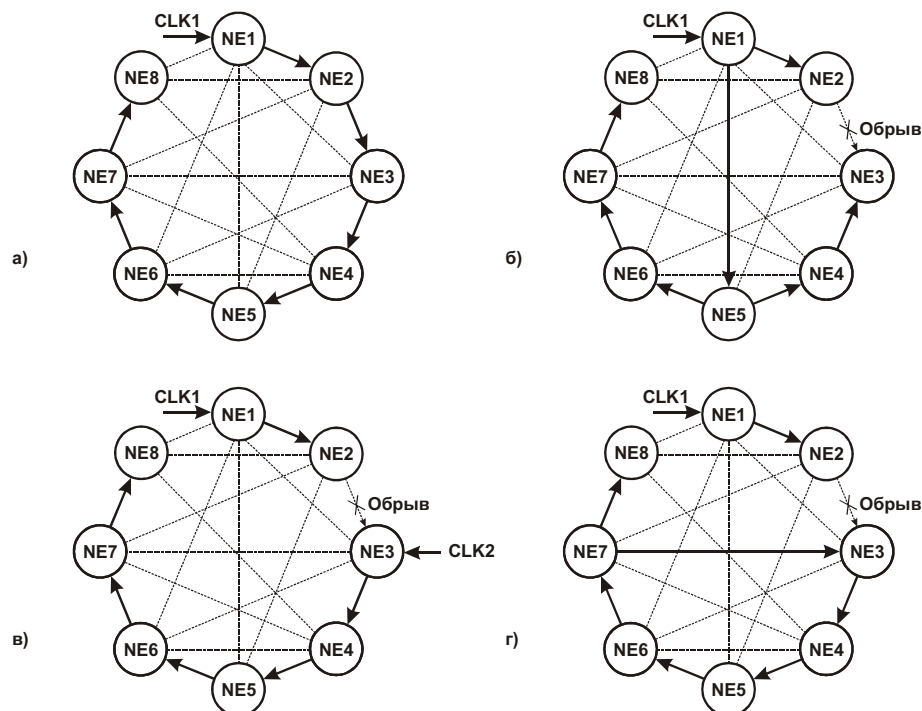 CLK1
NE1
NE8
NE2
NE7
NE3
а)
NE6
NE4
NE5
CLK1
NE1
NE8
NE2
Обрыв
NE7
NE3
б)
NE6
NE4
NE5
CLK1
NE1
NE8
NE2
Обрыв
NE7
NE3
CLK2
в)
NE6
NE4
NE5
CLK1
NE1
NE8
NE2
Обрыв
NE7
NE3
г)
NE6
NE4
NE5